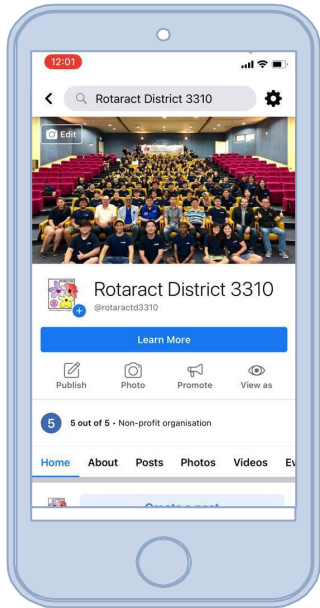 12:01
Rotaract District 3310
Edit
Rotaract District 3310
@rotaractd3310
Learn More
Publish Photo Promote View as
5 5 out of 5 · Non-profit organisation
Home About Posts Photos Videos Ev
Create a post